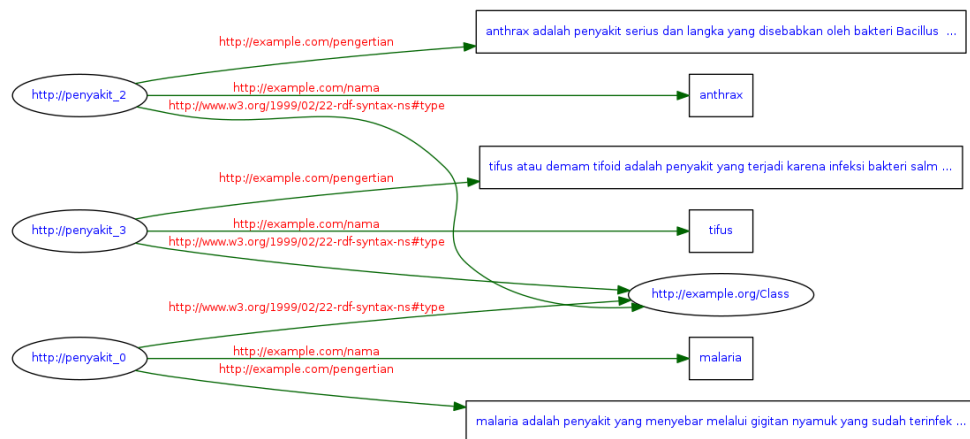 http://example.com/pengertian
anthrax adalah penyakit serius dan langka yang disebabkan oleh bakteri Bacillus ...
http://penyakit_2
http://example.com/nama
anthrax
http://www.w3.org/1999/02/22-rdf-syntax-ns#type
http://example.com/pengertian
tifus atau demam tifoid adalah penyakit yang terjadi karena infeksi bakteri salm ...
http://penyakit_3
http://example.com/nama
tifus
http://www.w3.org/1999/02/22-rdf-syntax-ns#type
http://example.org/Class
http://www.w3.org/1999/02/22-rdf-syntax-ns#type
http://penyakit_0
http://example.com/nama
malaria
http://example.com/pengertian
malaria adalah penyakit yang menyebar melalui gigitan nyamuk yang sudah terinfek ...